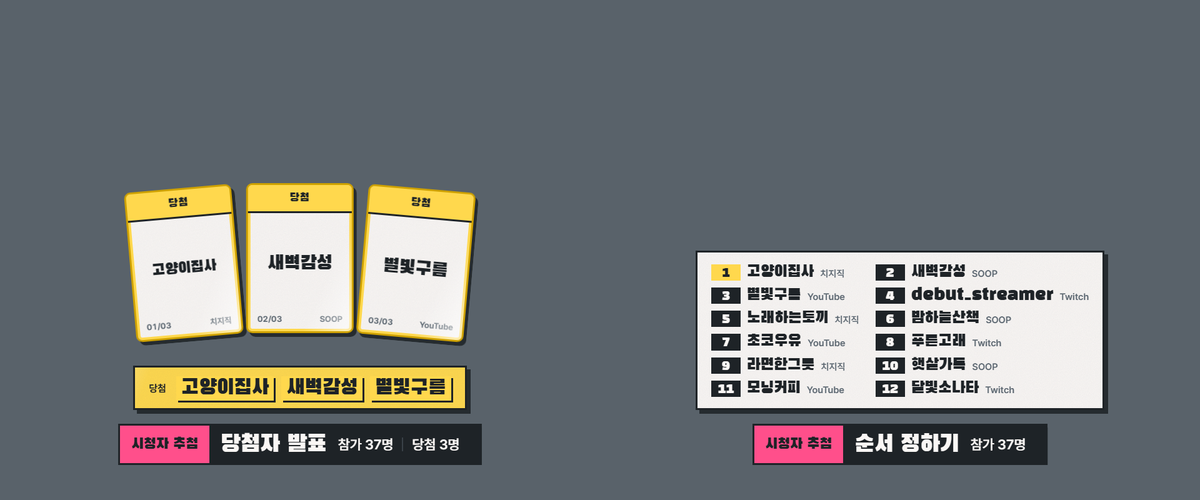 당첨
고양이집사
01/03 치지직
당첨
새벽감성
02/03 SOOP
당첨
별빛구름
03/03 YouTube
당첨 고양이집사 새벽감성 별빛구름
시청자 추첨 당첨자 발표 참가 37명 당첨 3명
1 고양이집사 치지직 2 새벽감성 SOOP
3 별빛구름 YouTube 4 debut_streamer Twitch
5 노래하는토끼 치지직 6 밤하늘산책 SOOP
7 초코우유 YouTube 8 푸른고래 Twitch
9 라면한그릇 치지직 10 햇살가득 SOOP
11 모닝커피 YouTube 12 달빛소나타 Twitch
시청자 추첨 순서 정하기 참가 37명